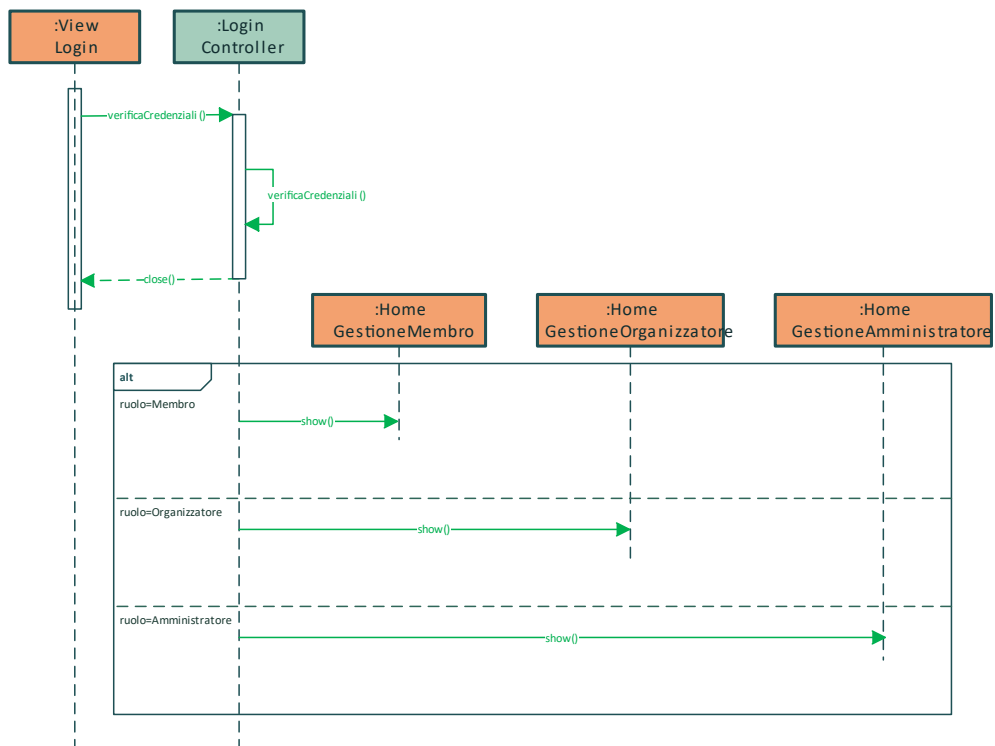 :View
Login
:Login
Controller
verificaCredenziali()
verificaCredenziali()
close()
:Home
GestioneMembro
:Home
GestioneOrganizzatore
:Home
GestioneAmministratore
alt
ruolo=Membro
show()
ruolo=Organizzatore
show()
ruolo=Amministratore
show()